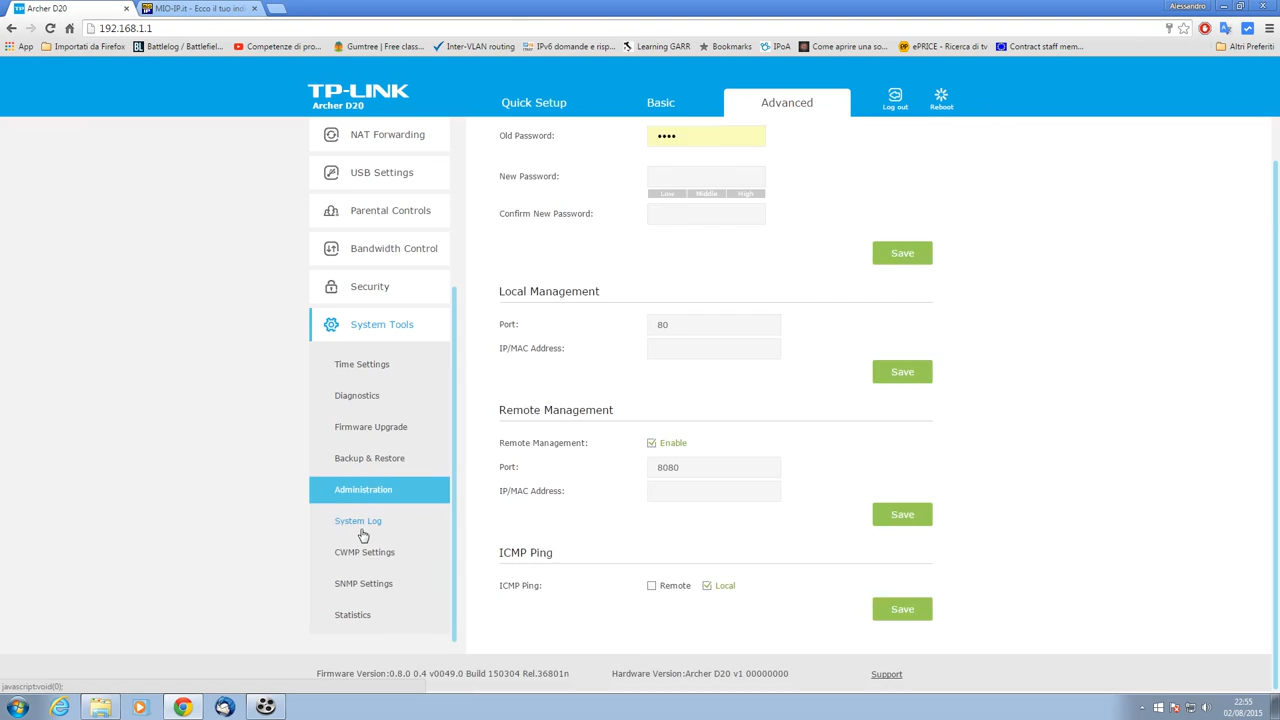 Archer D20
MIO-IP.it - Ecco il tuo ind
Alessandro
192.168.1.1
App
Importati da Firefox
Battlelog / Battlefiel...
Competenze di pro...
Gumtree | Free class...
Inter-VLAN routing
IPv6 domande e risp...
Learning GARR
Bookmarks
IPoA
Come aprire una so...
ePRICE - Ricerca di tv
Contract staff mem...
Altri Preferiti
TP-LINK
Archer D20
Quick Setup
Basic
Advanced
Log out
Reboot
NAT Forwarding
USB Settings
Parental Controls
Bandwidth Control
Security
System Tools
Time Settings
Diagnostics
Firmware Upgrade
Backup & Restore
Administration
System Log
CWMP Settings
SNMP Settings
Statistics
Old Password:
••••
New Password:
Low Middle High
Confirm New Password:
Save
Local Management
Port: 80
IP/MAC Address:
Save
Remote Management
Remote Management: Enable
Port: 8080
IP/MAC Address:
Save
ICMP Ping
ICMP Ping: Remote Local
Save
Firmware Version:0.8.0 0.4 v0049.0 Build 150304 Rel.36801n
Hardware Version:Archer D20 v1 00000000
Support
javascript:void(0);
22:55
02/08/2015